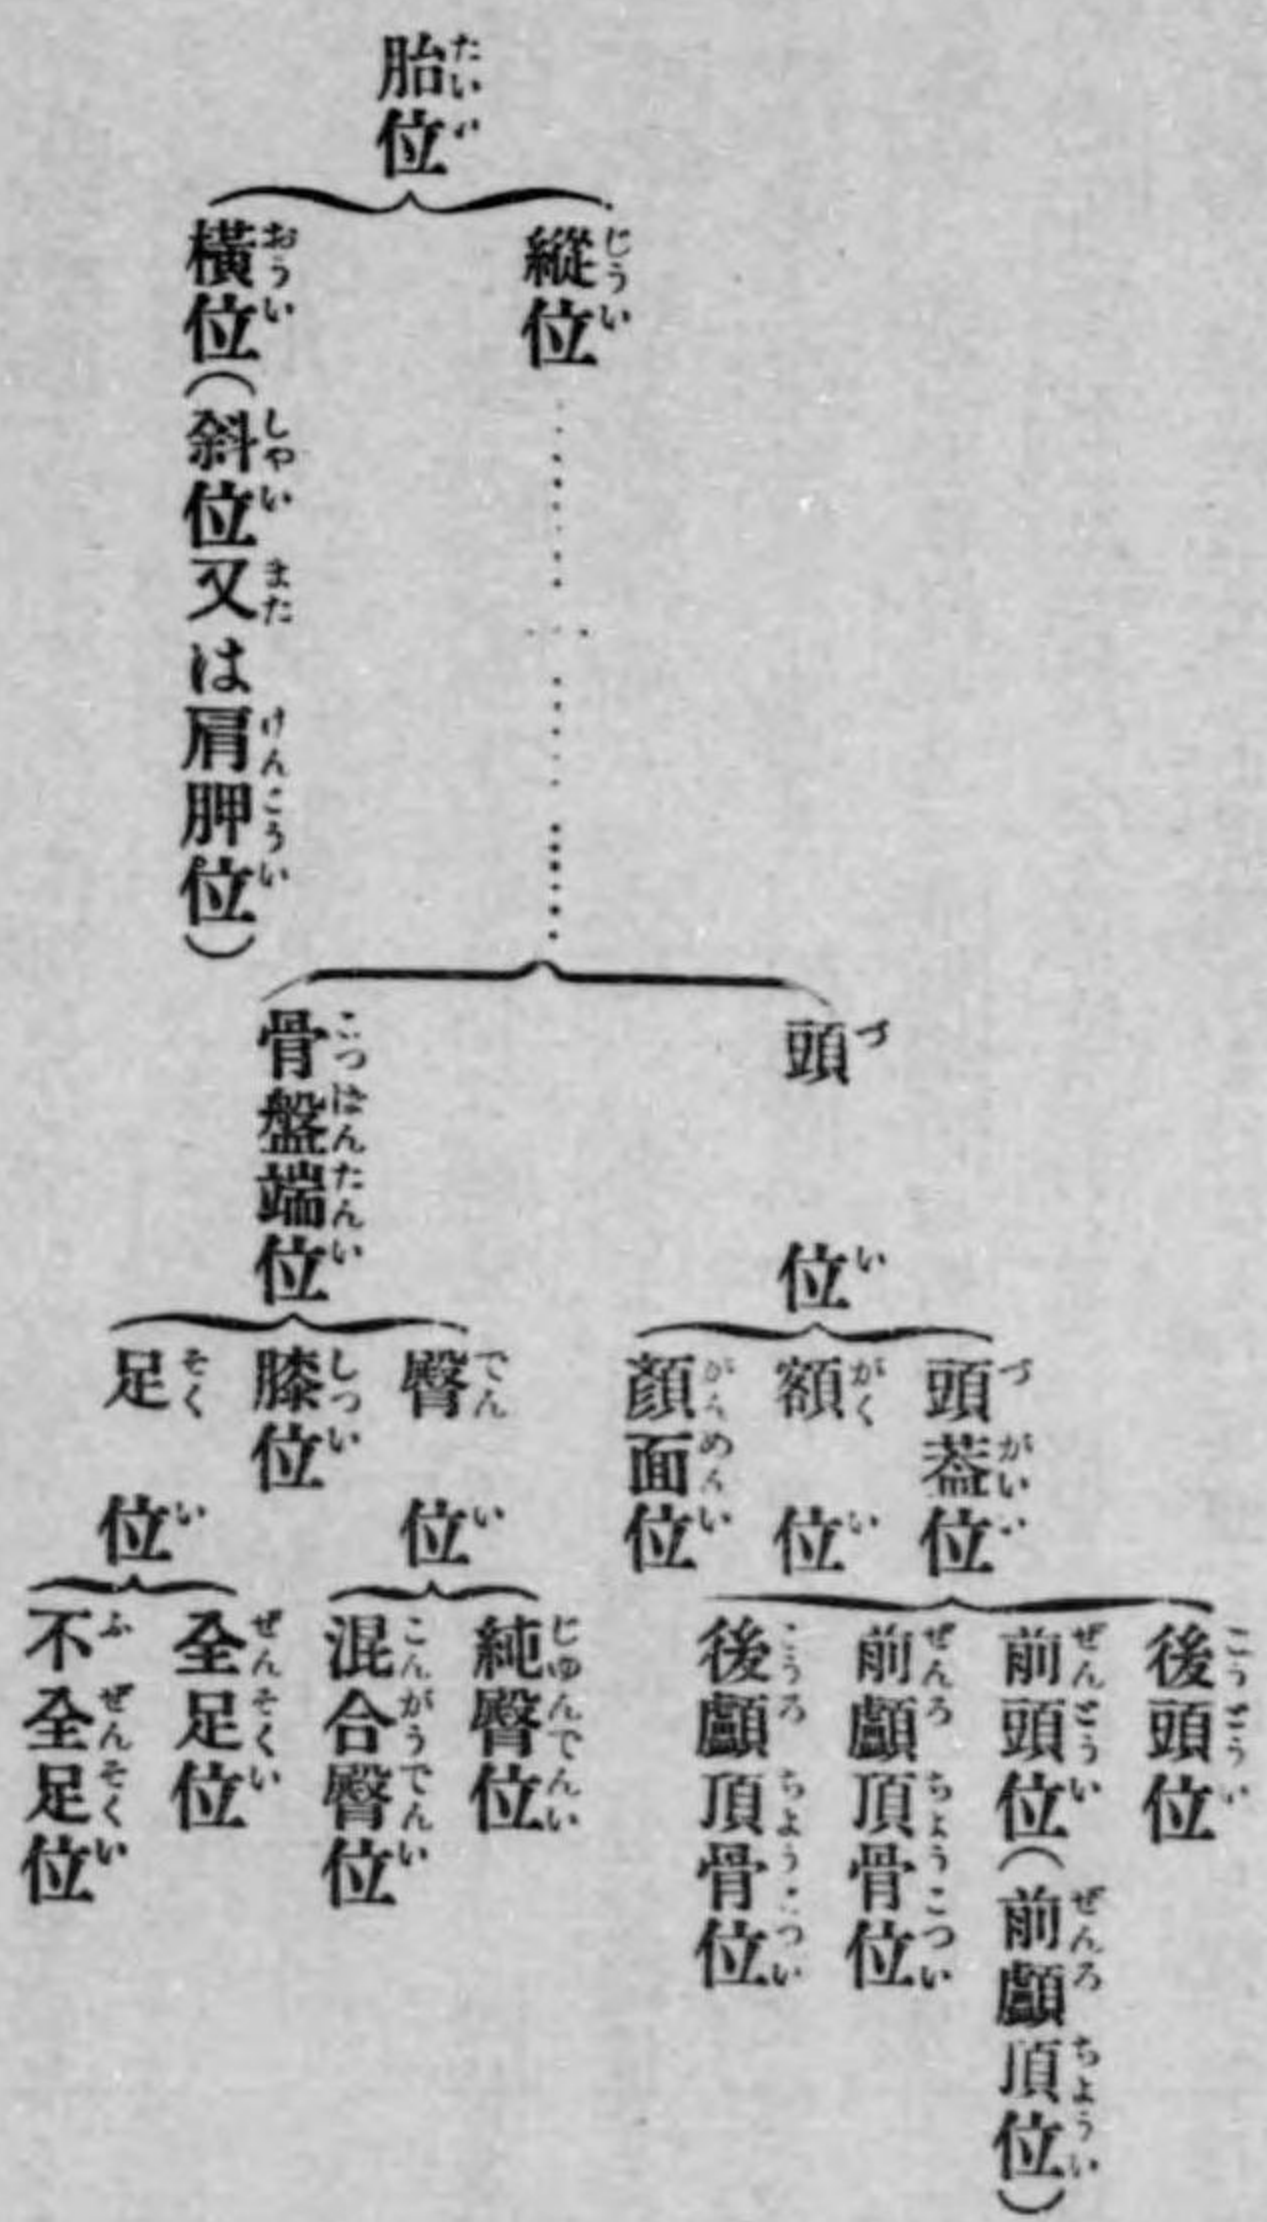 胎位
縱位
橫位(斜位又は肩胛位)
頭位
骨盤端位
頭蓋位
額位
顏面位
臀位
膝位
足位
後頭位
前頭位(前顱頂位)
前顱頂骨位
後顱頂骨位
純臀位
混合臀位
全足位
不全足位